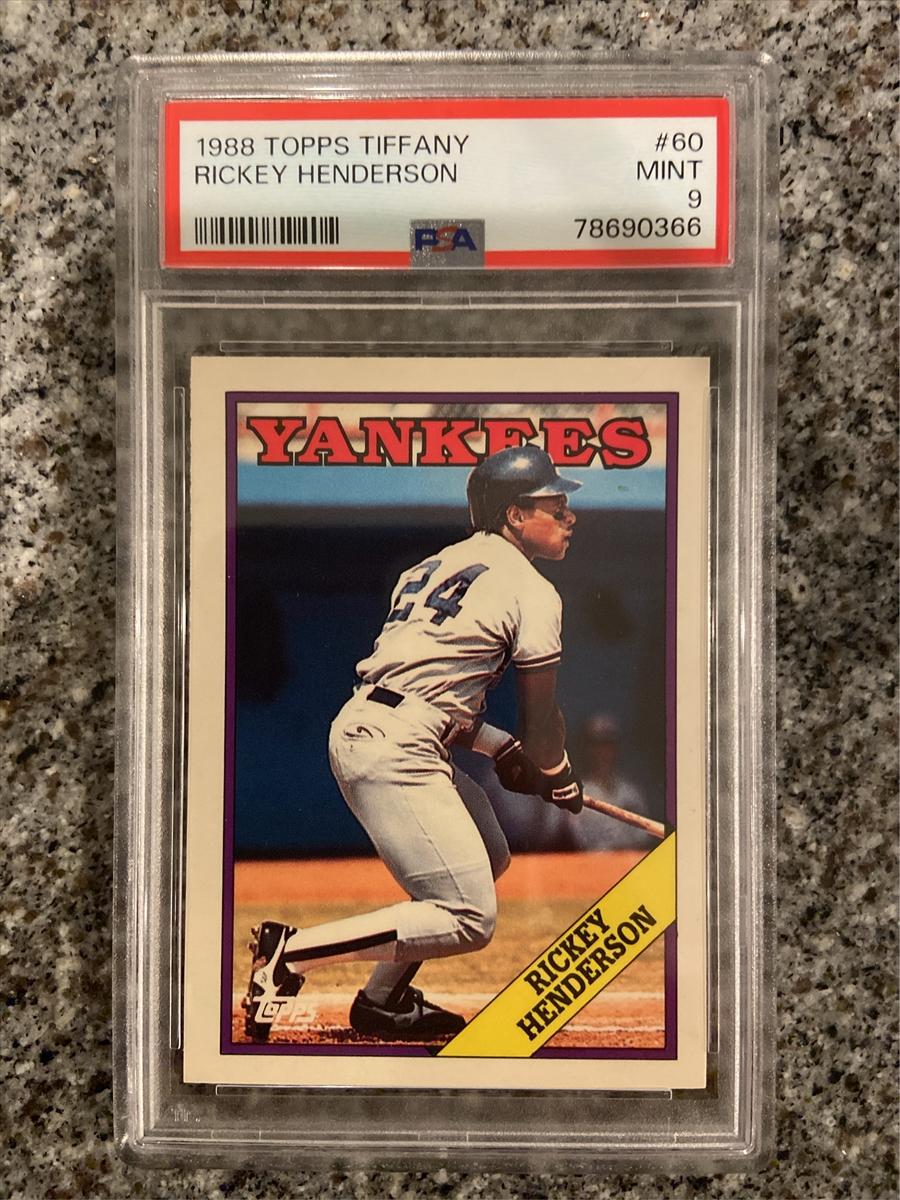 1988 TOPPS TIFFANY #60
RICKEY HENDERSON MINT
9
PSA 78690366
YANKEES
24
RICKEY
HENDERSON
TOPPS